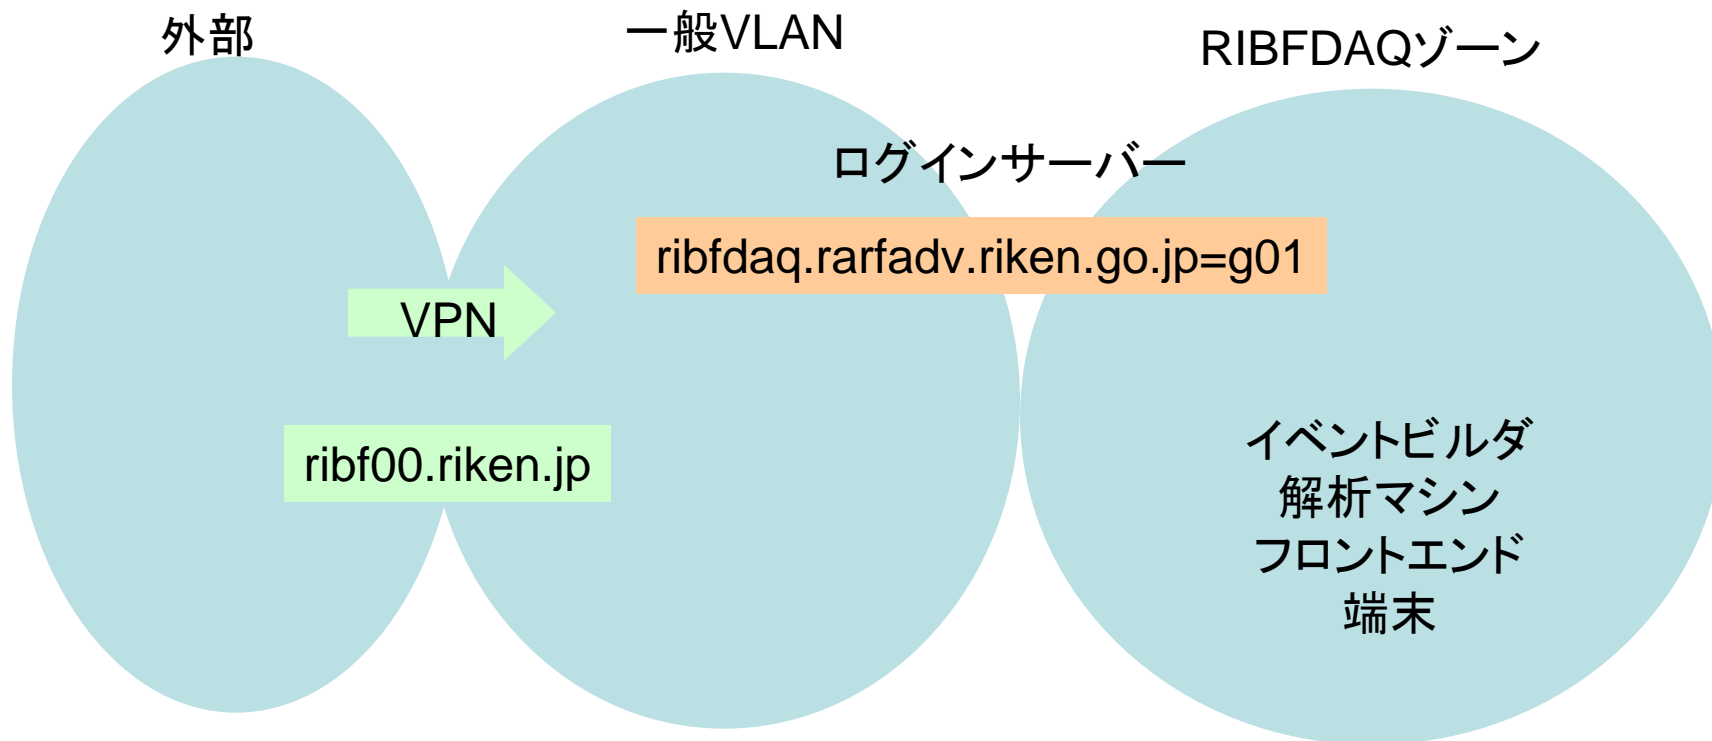 外部
一般VLAN
RIBFDAQゾーン
ログインサーバー
ribfdaq.rarfadv.riken.go.jp=g01
VPN
ribf00.riken.jp
イベントビルダ
解析マシン
フロントエンド
端末